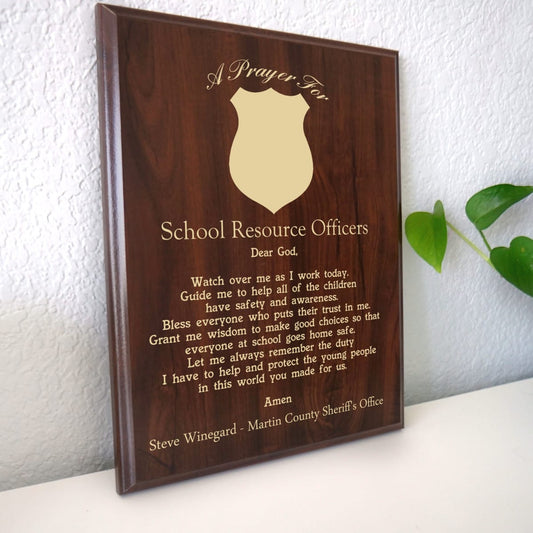 A Prayer For
School Resource Officers
Dear God,
Watch over me as I work today.
Guide me to help all of the children
have safety and awareness.
Bless everyone who puts their trust in me.
Grant me wisdom to make good choices so that
everyone at school goes home safe.
Let me always remember the duty
I have to help and protect the young people
in this world you made for us.
Amen
Steve Winegard - Martin County Sheriff's Office